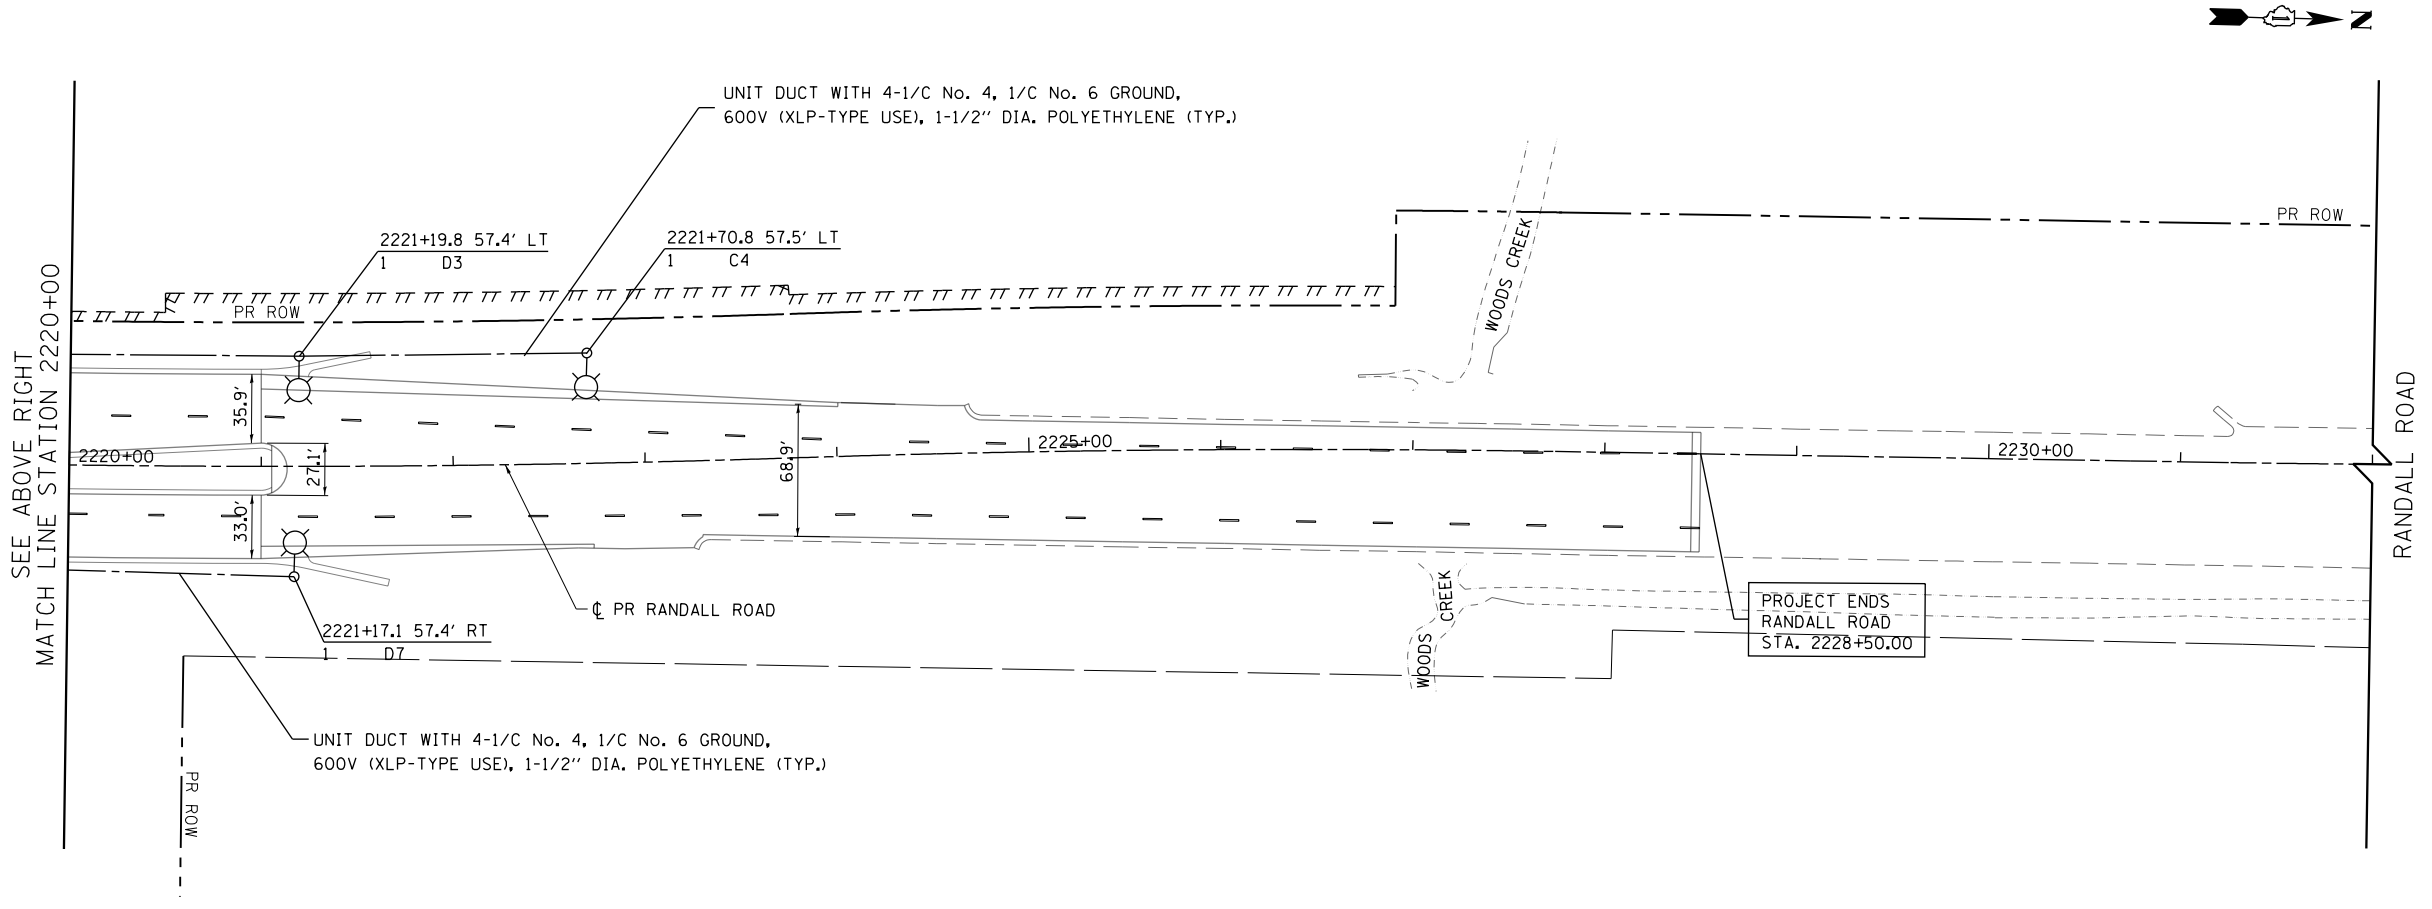 N
UNIT DUCT WITH 4-1/C No. 4, 1/C No. 6 GROUND,
600V (XLP-TYPE USE), 1-1/2" DIA. POLYETHYLENE (TYP.)
PR ROW
WOODS CREEK
2221+19.8 57.4' LT
1 D3
2221+70.8 57.5' LT
1 C4
PR ROW
SEE ABOVE RIGHT
MATCH LINE STATION 2220+00
35.9'
2220+00
27.1'
33.0'
68.9'
2225+00
2230+00
RANDALL ROAD
℄ PR RANDALL ROAD
2221+17.1 57.4' RT
1 D7
WOODS CREEK
PROJECT ENDS
RANDALL ROAD
STA. 2228+50.00
UNIT DUCT WITH 4-1/C No. 4, 1/C No. 6 GROUND,
600V (XLP-TYPE USE), 1-1/2" DIA. POLYETHYLENE (TYP.)
PR ROW